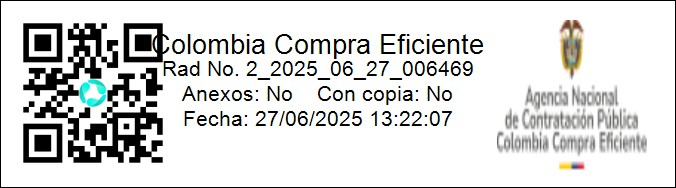 Colombia Compra Eficiente
Rad No. 2_2025_06_27_006469
Anexos: No Con copia: No
Fecha: 27/06/2025 13:22:07
Agencia Nacional
de Contratación Pública
Colombia Compra Eficiente